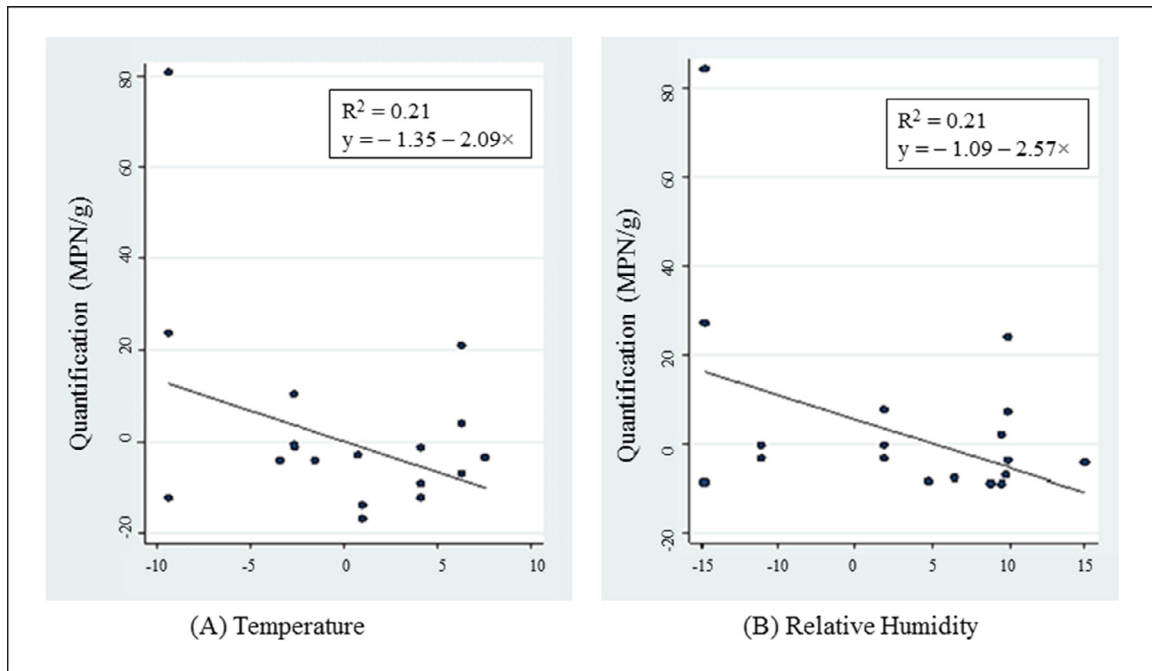 R² = 0.21
y = – 1.35 – 2.09×
Quantification (MPN/g)
80
60
40
20
0
-20
-10
-5
0
5
10
(A) Temperature
R² = 0.21
y = – 1.09 – 2.57×
Quantification (MPN/g)
80
60
40
20
0
-20
-15
-10
0
5
10
15
(B) Relative Humidity